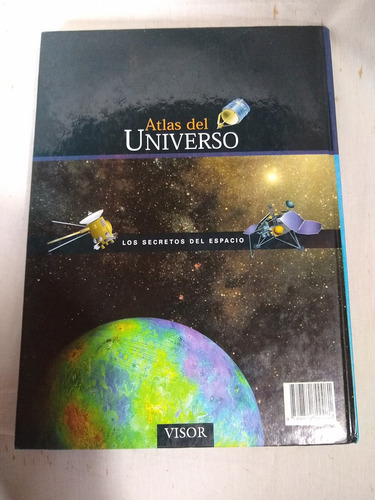 Atlas del
UNIVERSO
LOS SECRETOS DEL ESPACIO
VISOR